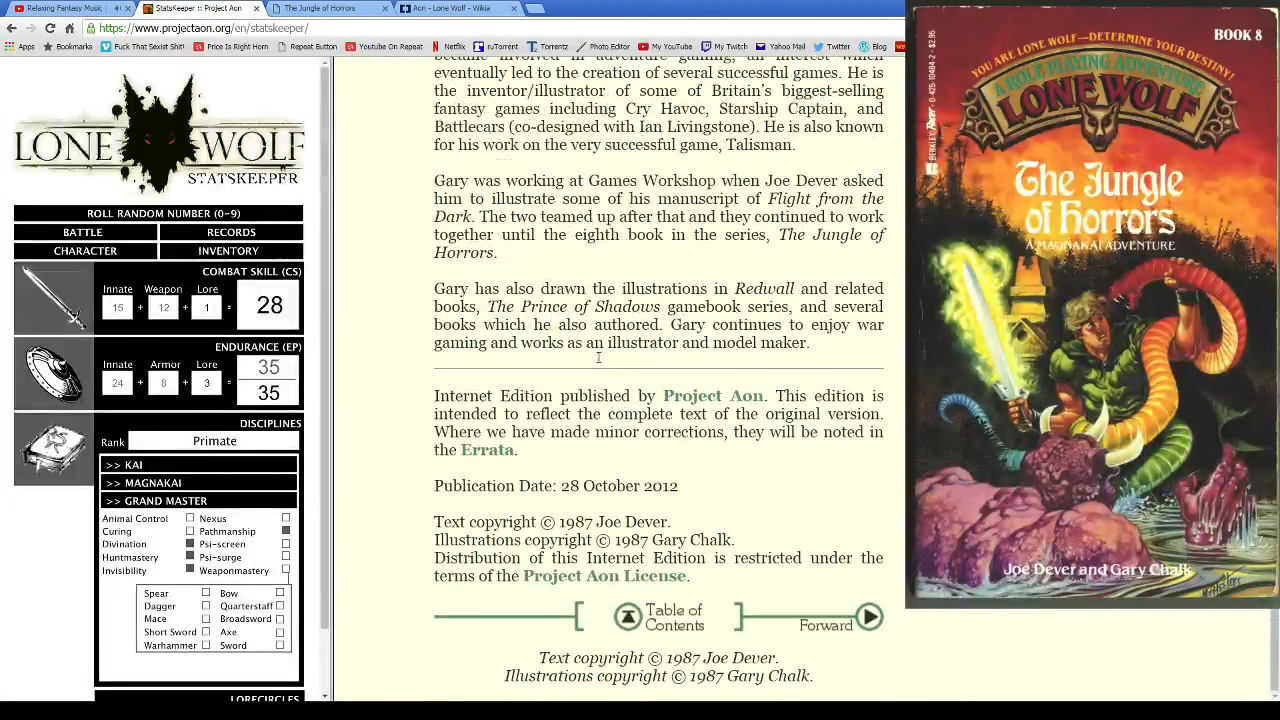 Relaxing Fantasy Music
StatsKeeper :: Project Aon
The Jungle of Horrors
Aon - Lone Wolf - Wikia
https://www.projectaon.org/en/statskeeper/
Apps
Bookmarks
Fuck That Sexist Shit!
Price Bleigh Horn
Repeat Button
Youtube On Repeat
Netflix
ruTorrent
Torrentz
Photo Editor
My YouTube
My Twitch
Yahoo Mail
Twitter
Blog
LONE WOLF
STATSKEEPER
ROLL RANDOM NUMBER (0-9)
BATTLE
RECORDS
CHARACTER
INVENTORY
COMBAT SKILL (CS)
Innate
Weapon
Lore
15 + 12 + 1 =
28
ENDURANCE (EP)
Innate
Armor
Lore
24 + 8 + 3 =
35
35
DISCIPLINES
Rank
Primate
>> KAI
>> MAGNAKAI
>> GRAND MASTER
Animal Control
Nexus
Curing
Pathmanship
Divination
Psi-screen
Huntmastery
Psi-surge
Invisibility
Weaponmastery
Spear
Bow
Dagger
Quarterstaff
Mace
Broadsword
Short Sword
Axe
Warhammer
Sword
LORECIRCLES
became involved in adventure gaming, an interest which
eventually led to the creation of several successful games. He is
the inventor/illustrator of some of Britain's biggest-selling
fantasy games including Cry Havoc, Starship Captain, and
Battlecars (co-designed with Ian Livingstone). He is also known
for his work on the very successful game, Talisman.
Gary was working at Games Workshop when Joe Dever asked
him to illustrate some of his manuscript of Flight from the
Dark. The two teamed up after that and they continued to work
together until the eighth book in the series, The Jungle of
Horrors.
Gary has also drawn the illustrations in Redwall and related
books, The Prince of Shadows gamebook series, and several
books which he also authored. Gary continues to enjoy war
gaming and works as an illustrator and model maker.
Internet Edition published by Project Aon. This edition is
intended to reflect the complete text of the original version.
Where we have made minor corrections, they will be noted in
the Errata.
Publication Date: 28 October 2012
Text copyright © 1987 Joe Dever.
Illustrations copyright © 1987 Gary Chalk.
Distribution of this Internet Edition is restricted under the
terms of the Project Aon License.
Table of
Contents
Forward
Text copyright © 1987 Joe Dever.
Illustrations copyright © 1987 Gary Chalk.
BOOK 8
YOU ARE LONE WOLF—DETERMINE YOUR DESTINY!
A ROLE PLAYING ADVENTURE
LONE WOLF
0-425-10484-2 • $2.95
The Jungle
of Horrors
A MAGNAKAI ADVENTURE
Joe Dever and Gary Chalk